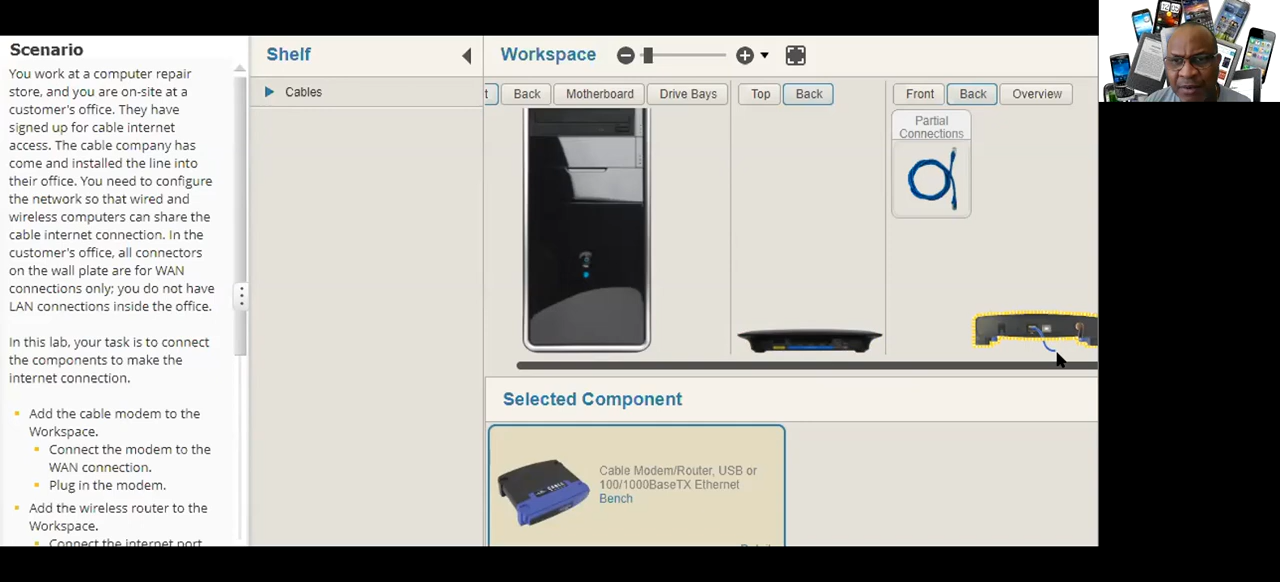 Scenario
You work at a computer repair
store, and you are on-site at a
customer's office. They have
signed up for cable internet
access. The cable company has
come and installed the line into
their office. You need to configure
the network so that wired and
wireless computers can share the
cable internet connection. In the
customer's office, all connectors
on the wall plate are for WAN
connections only; you do not have
LAN connections inside the office.
In this lab, your task is to connect
the components to make the
internet connection.
Add the cable modem to the
Workspace.
Connect the modem to the
WAN connection.
Plug in the modem.
Add the wireless router to the
Workspace.
Connect the internet port
Shelf
Cables
Workspace
t Back Motherboard Drive Bays Top Back Front Back Overview
Partial
Connections
Selected Component
Cable Modem/Router, USB or
100/1000BaseTX Ethernet
Bench